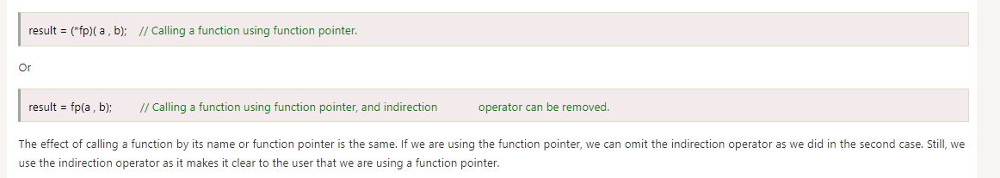 result = (*fp)( a , b);    // Calling a function using function pointer.
Or
result = fp(a , b);         // Calling a function using function pointer, and indirection              operator can be removed.
The effect of calling a function by its name or function pointer is the same. If we are using the function pointer, we can omit the indirection operator as we did in the second case. Still, we
use the indirection operator as it makes it clear to the user that we are using a function pointer.